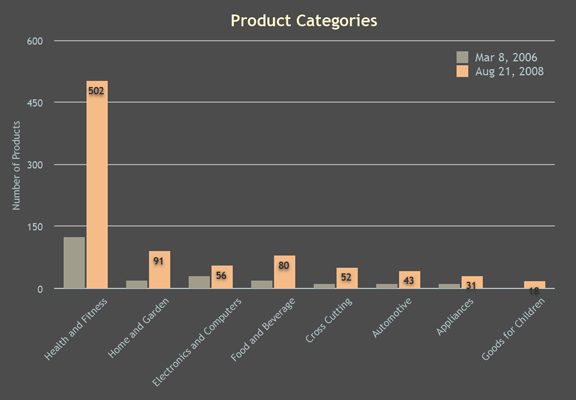 Product Categories
600
Mar 8, 2006
Aug 21, 2008
450
300
150
0
Number of Products
502
91
56
80
52
43
31
18
Health and Fitness
Home and Garden
Electronics and Computers
Food and Beverage
Cross Cutting
Automotive
Appliances
Goods for Children